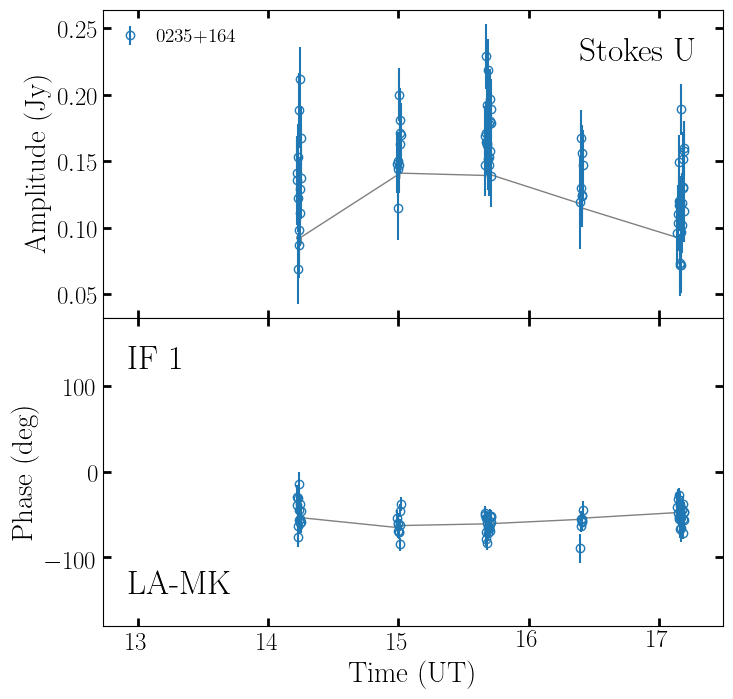 0235+164
Stokes U
0.25
0.20
0.15
0.10
0.05
Amplitude (Jy)
IF 1
100
0
−100
Phase (deg)
LA-MK
13 14 15 16 17
Time (UT)